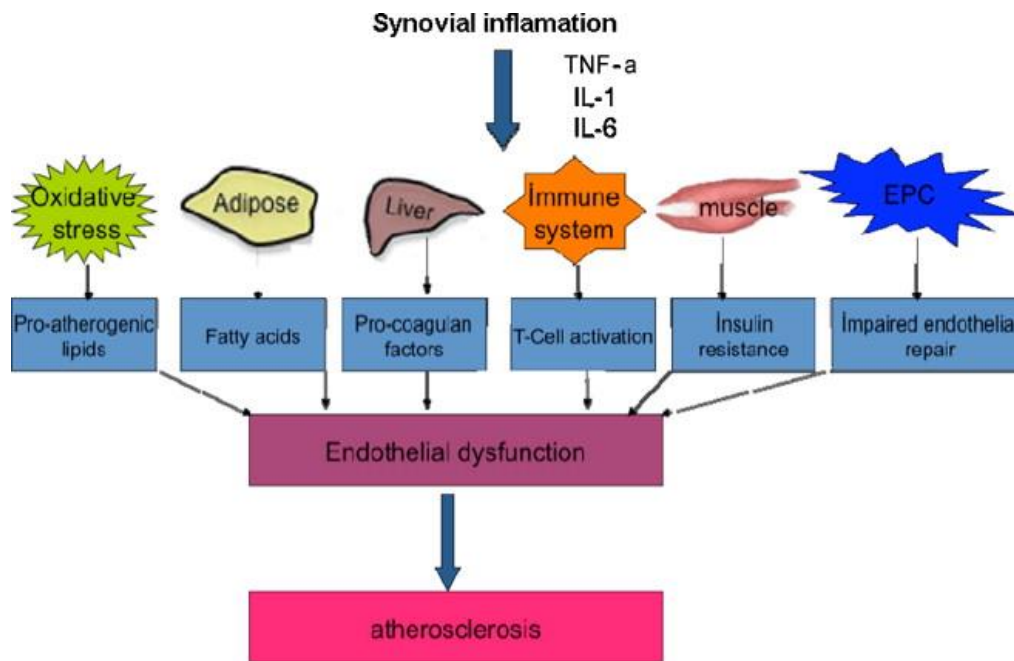 Synovial inflamation
TNF-a
IL-1
IL-6
Oxidative
stress
Adipose
Liver
İmmune
system
muscle
EPC
Pro-atherogenic
lipids
Fatty acids
Pro-coagulan
factors
T-Cell activation
İnsulin
resistance
İmpaired endothelia
repair
Endothelial dysfunction
atherosclerosis